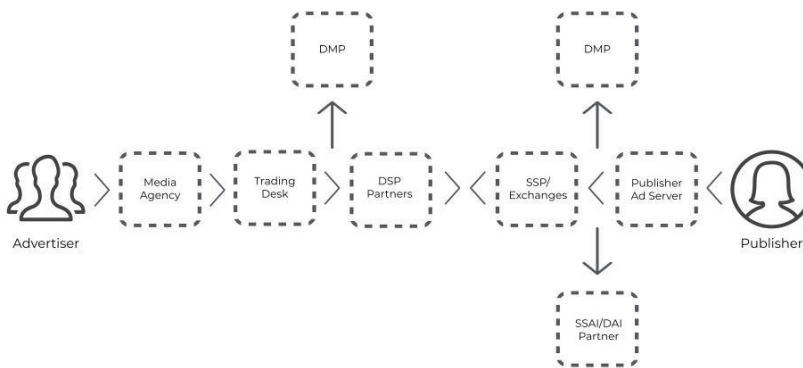 DMP
DMP
Media
Agency
Trading
Desk
DSP
Partners
SSP/
Exchanges
Publisher
Ad Server
Advertiser
Publisher
SSAI/DAI
Partner